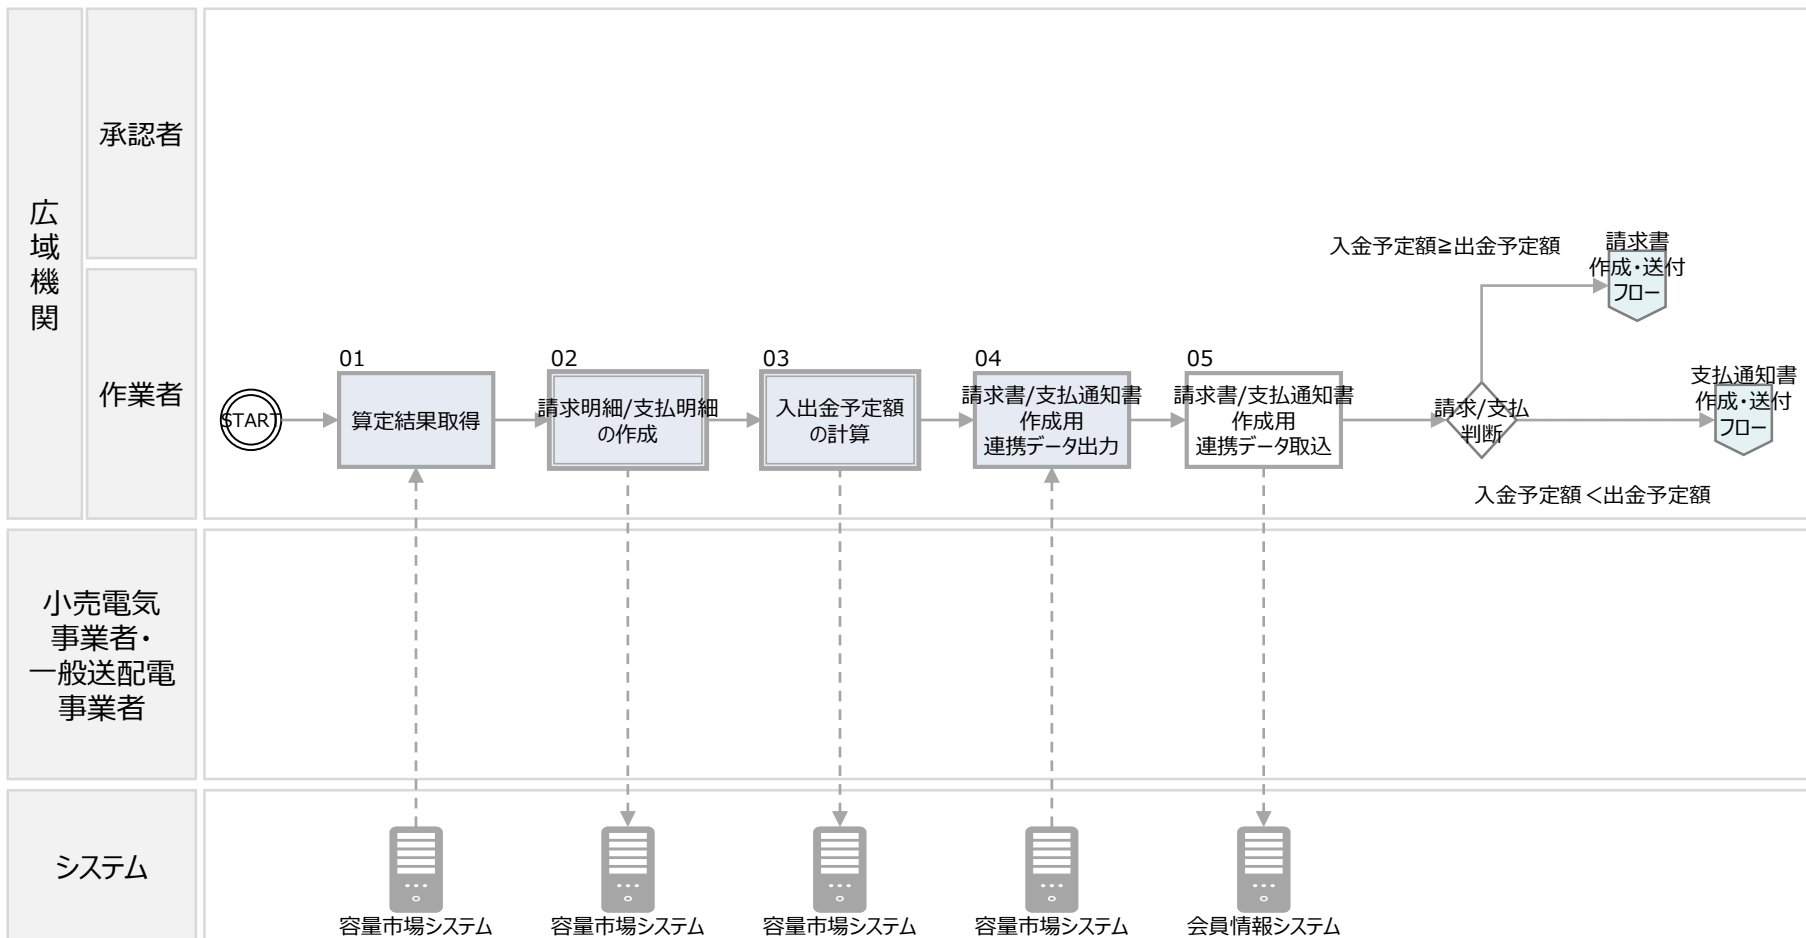 広
域
機
関
承認者
作業者
START
01
算定結果取得
02
請求明細/支払明細
の作成
03
入出金予定額
の計算
04
請求書/支払通知書
作成用
連携データ出力
05
請求書/支払通知書
作成用
連携データ取込
請求/支払
判断
入金予定額≧出金予定額
請求書
作成・送付
フロー
支払通知書
作成・送付
フロー
入金予定額＜出金予定額
小売電気
事業者・
一般送配電
事業者
システム
容量市場システム
容量市場システム
容量市場システム
容量市場システム
会員情報システム